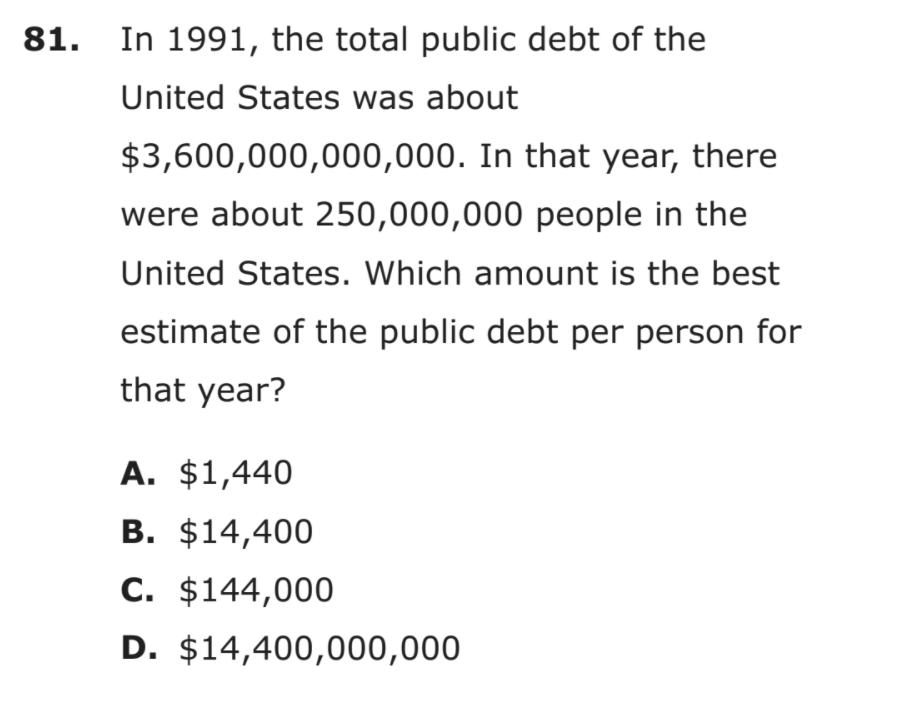 81. In 1991, the total public debt of the
United States was about
$3,600,000,000,000. In that year, there
were about 250,000,000 people in the
United States. Which amount is the best
estimate of the public debt per person for
that year?
A. $1,440
B. $14,400
C. $144,000
D. $14,400,000,000